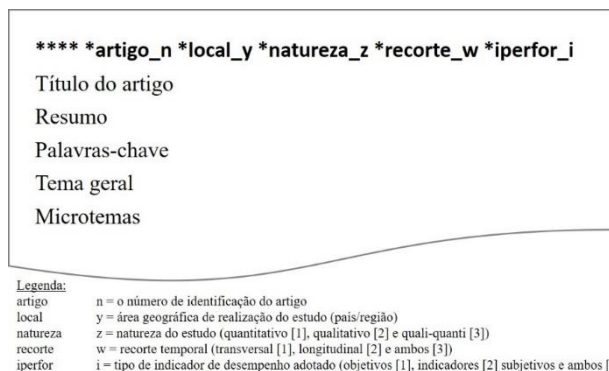 **** *artigo_n *local_y *natureza_z *recorte_w *iperfor_i
Título do artigo
Resumo
Palavras-chave
Tema geral
Microtemas
Legenda:
artigo n = o número de identificação do artigo
local y = área geográfica de realização do estudo (país/região)
natureza z = natureza do estudo (quantitativo [1], qualitativo [2] e quali-quanti [3])
recorte w = recorte temporal (transversal [1], longitudinal [2] e ambos [3])
iperfor i = tipo de indicador de desempenho adotado (objetivos [1], indicadores [2] subjetivos e ambos [